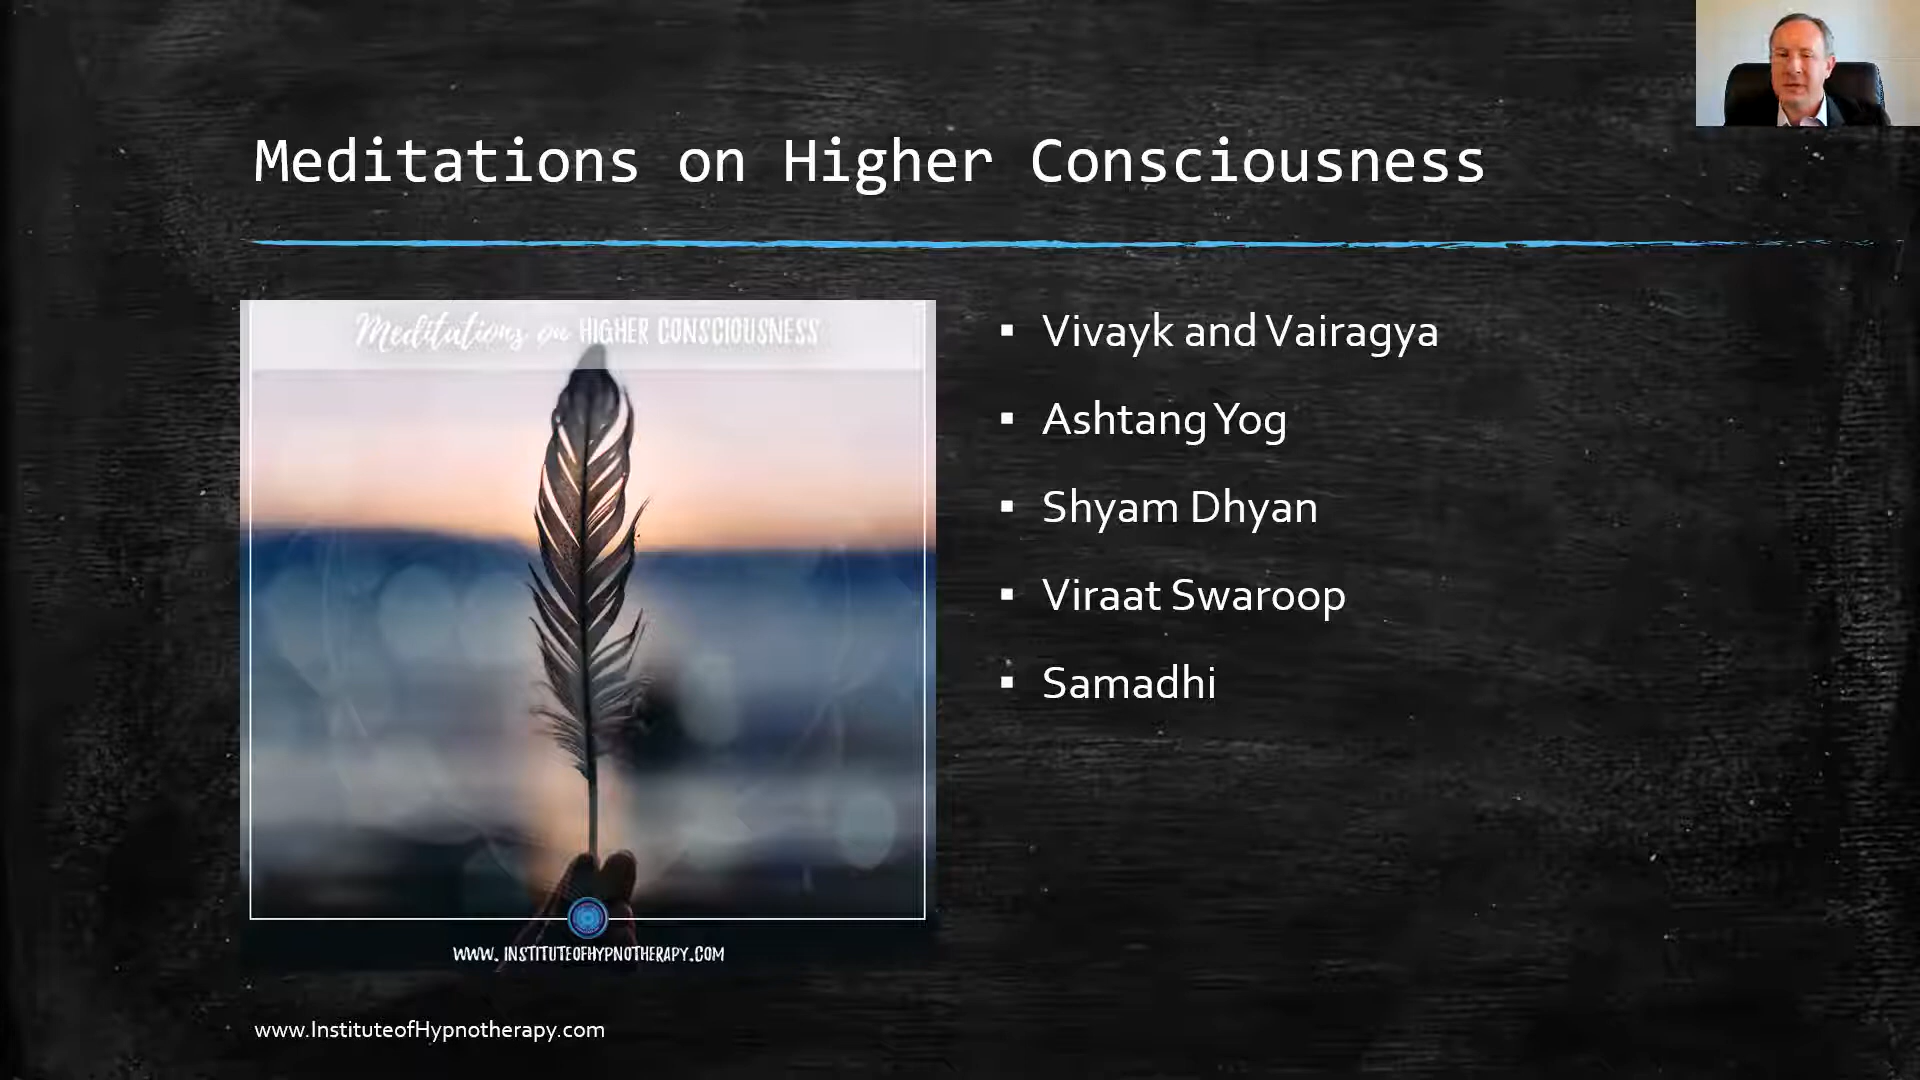 Meditations on Higher Consciousness
Meditations on HIGHER CONSCIOUSNESS
▪ Vivayk and Vairagya
▪ Ashtang Yog
▪ Shyam Dhyan
▪ Viraat Swaroop
▪ Samadhi
WWW. INSTITUTEOFHYPNOTHERAPY.COM
www.InstituteofHypnotherapy.com